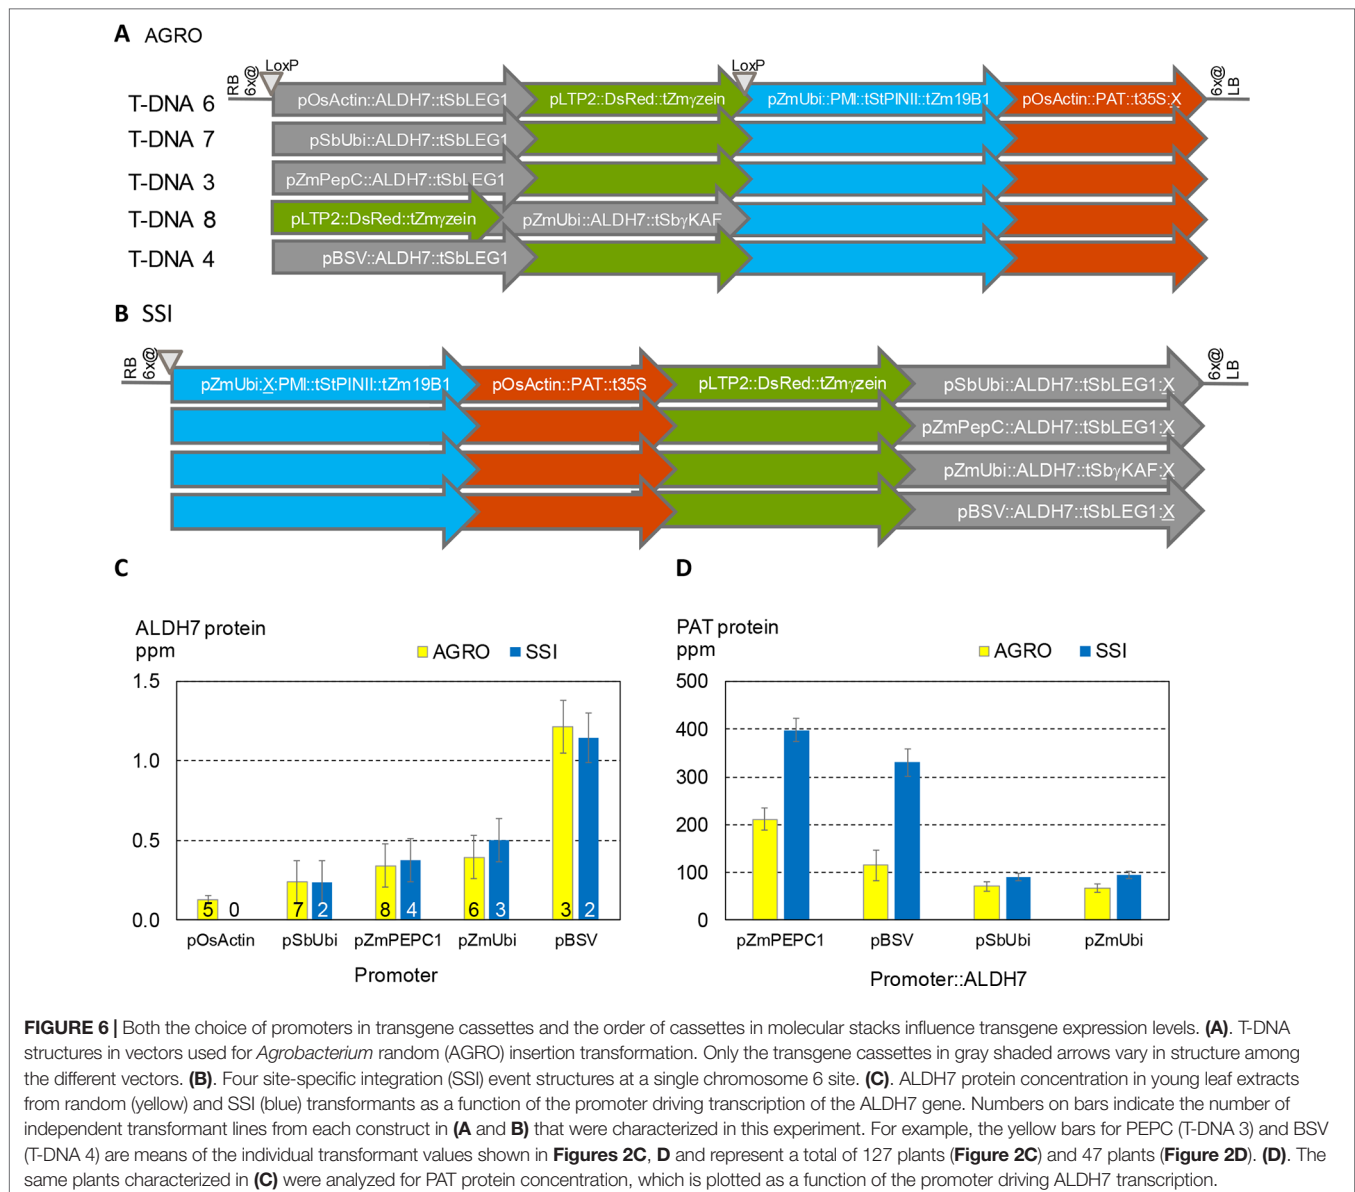 A AGRO
RB
6x@
LoxP
LoxP
6x@
LB
T-DNA 6
pOsActin::ALDH7::tSbLEG1
pLTP2::DsRed::tZmγzein
pZmUbi::PMI::tStPINII::tZm19B1
pOsActin::PAT::t35S:X
T-DNA 7
pSbUbi::ALDH7::tSbLEG1
T-DNA 3
pZmPepC::ALDH7::tSbLEG1
T-DNA 8
pLTP2::DsRed::tZmγzein
pZmUbi::ALDH7::tSbγKAF
T-DNA 4
pBSV::ALDH7::tSbLEG1
B SSI
RB
6x@
6x@
LB
pZmUbi:X:PMI::tStPINII::tZm19B1
pOsActin::PAT::t35S
pLTP2::DsRed::tZmγzein
pSbUbi::ALDH7::tSbLEG1:X
pZmPepC::ALDH7::tSbLEG1:X
pZmUbi::ALDH7::tSbγKAF:X
pBSV::ALDH7::tSbLEG1:X
C
ALDH7 protein
ppm
AGRO SSI
1.5
1.0
0.5
0.0
5 0 7 2 8 4 6 3 3 2
pOsActin pSbUbi pZmPEPC1 pZmUbi pBSV
Promoter
D
PAT protein
ppm
AGRO SSI
500
400
300
200
100
0
pZmPEPC1 pBSV pSbUbi pZmUbi
Promoter::ALDH7
FIGURE 6 | Both the choice of promoters in transgene cassettes and the order of cassettes in molecular stacks influence transgene expression levels. (A). T-DNA
structures in vectors used for Agrobacterium random (AGRO) insertion transformation. Only the transgene cassettes in gray shaded arrows vary in structure among
the different vectors. (B). Four site-specific integration (SSI) event structures at a single chromosome 6 site. (C). ALDH7 protein concentration in young leaf extracts
from random (yellow) and SSI (blue) transformants as a function of the promoter driving transcription of the ALDH7 gene. Numbers on bars indicate the number of
independent transformant lines from each construct in (A and B) that were characterized in this experiment. For example, the yellow bars for PEPC (T-DNA 3) and BSV
(T-DNA 4) are means of the individual transformant values shown in Figures 2C, D and represent a total of 127 plants (Figure 2C) and 47 plants (Figure 2D). (D). The
same plants characterized in (C) were analyzed for PAT protein concentration, which is plotted as a function of the promoter driving ALDH7 transcription.